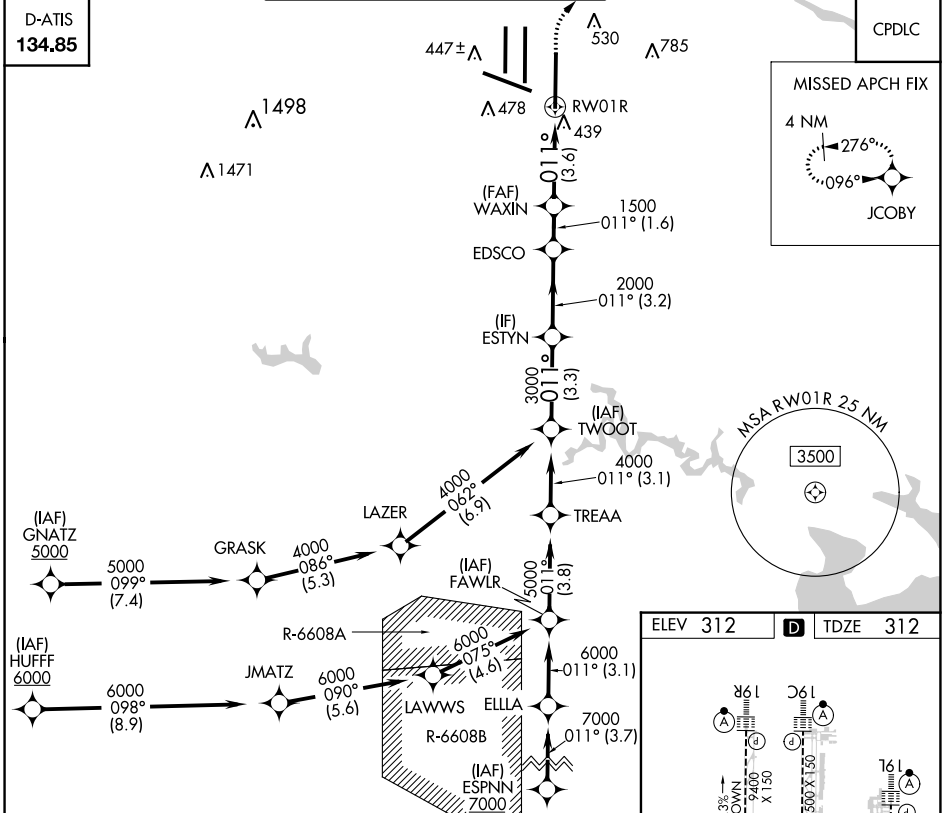 D-ATIS
134.85
CPDLC
447±
530
785
MISSED APCH FIX
4 NM
276°
096°
JCOBY
1498
1471
478
RW01R
439
011°
(3.6)
(FAF)
WAXIN
1500
011° (1.6)
EDSCO
2000
011° (3.2)
(IF)
ESTYN
3000
011°
(3.3)
(IAF)
TWOOT
MSA RW01R 25 NM
3500
4000
011° (3.1)
TREAA
4000
062°
(6.9)
LAZER
(IAF)
GNATZ
5000
GRASK
4000
086°
(5.3)
5000
099°
(7.4)
(IAF)
FAWLR
5000
011°
(3.8)
R-6608A
6000
075°
(4.6)
(IAF)
HUFFF
6000
JMATZ
6000
090°
(5.6)
6000
098°
(8.9)
LAWWS
ELLLA
6000
011° (3.1)
R-6608B
7000
011° (3.7)
(IAF)
ESPNN
7000
ELEV 312
D
TDZE 312
19R
19C
A
A
P
P
19L
A
P
3%
OWN
9400
X 150
500 X 150